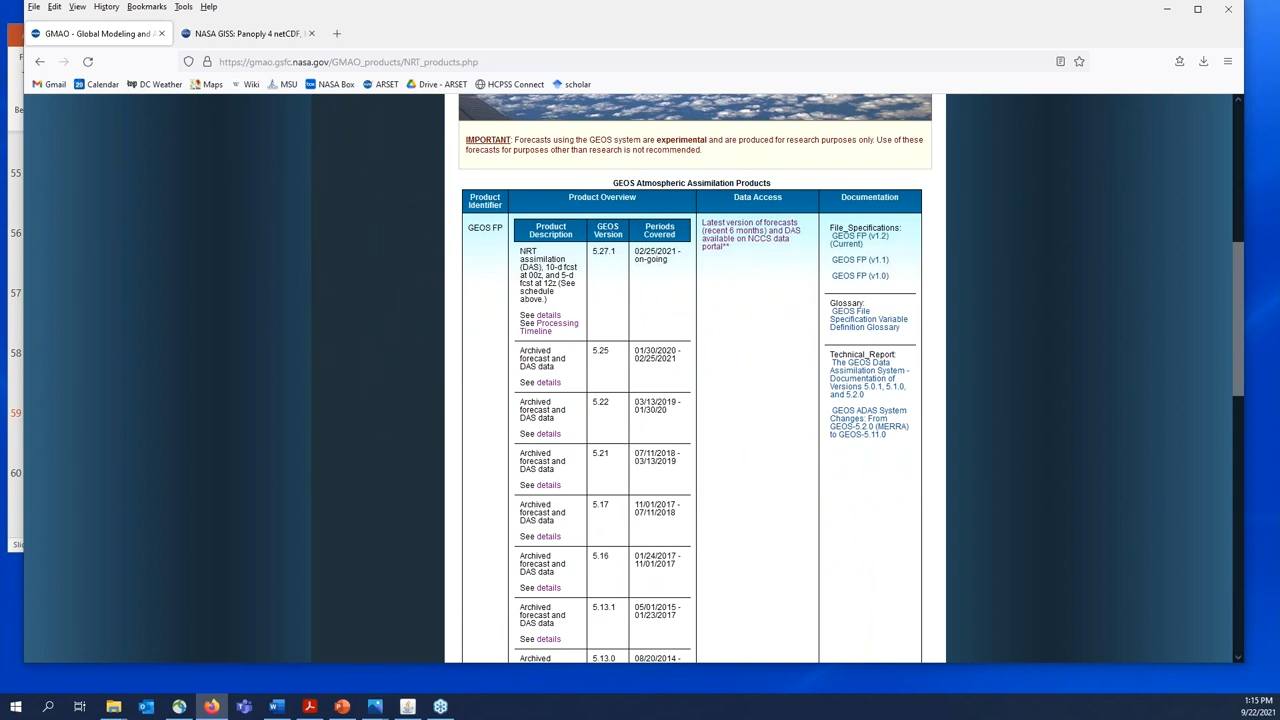 File Edit View History Bookmarks Tools Help
GMAO - Global Modeling and A
NASA GISS: Panoply 4 netCDF,
https://gmao.gsfc.nasa.gov/GMAO_products/NRT_products.php
Gmail Calendar DC Weather Maps Wiki MSU NASA Box ARSET Drive - ARSET HCPSS Connect scholar
IMPORTANT: Forecasts using the GEOS system are experimental and are produced for research purposes only. Use of these
forecasts for purposes other than research is not recommended.
GEOS Atmospheric Assimilation Products
Product
Identifier
Product Overview
Data Access
Documentation
GEOS FP
Product
Description
GEOS
Version
Periods
Covered
NRT
assimilation
(DAS), 10-d fcst
at 00z, and 5-d
fcst at 12z (See
schedule
above.)
See details
See Processing
Timeline
5.27.1
02/25/2021 -
on-going
Archived
forecast and
DAS data
See details
5.25
01/30/2020 -
02/25/2021
Archived
forecast and
DAS data
See details
5.22
03/13/2019 -
01/30/20
Archived
forecast and
DAS data
See details
5.21
07/11/2018 -
03/13/2019
Archived
forecast and
DAS data
See details
5.17
11/01/2017 -
07/11/2018
Archived
forecast and
DAS data
See details
5.16
01/24/2017 -
11/01/2017
Archived
forecast and
DAS data
See details
5.13.1
05/01/2015 -
01/23/2017
Archived
5.13.0
08/20/2014 -
Latest version of forecasts
(recent 6 months) and DAS
available on NCCS data
portal**
File_Specifications:
GEOS FP (v1.2)
(Current)
GEOS FP (v1.1)
GEOS FP (v1.0)
Glossary:
GEOS File
Specification Variable
Definition Glossary
Technical_Report:
The GEOS Data
Assimilation System -
Documentation of
Versions 5.0.1, 5.1.0,
and 5.2.0
GEOS ADAS System
Changes: From
GEOS-5.2.0 (MERRA)
to GEOS-5.11.0
55
56
57
58
59
60
1:15 PM
9/22/2021